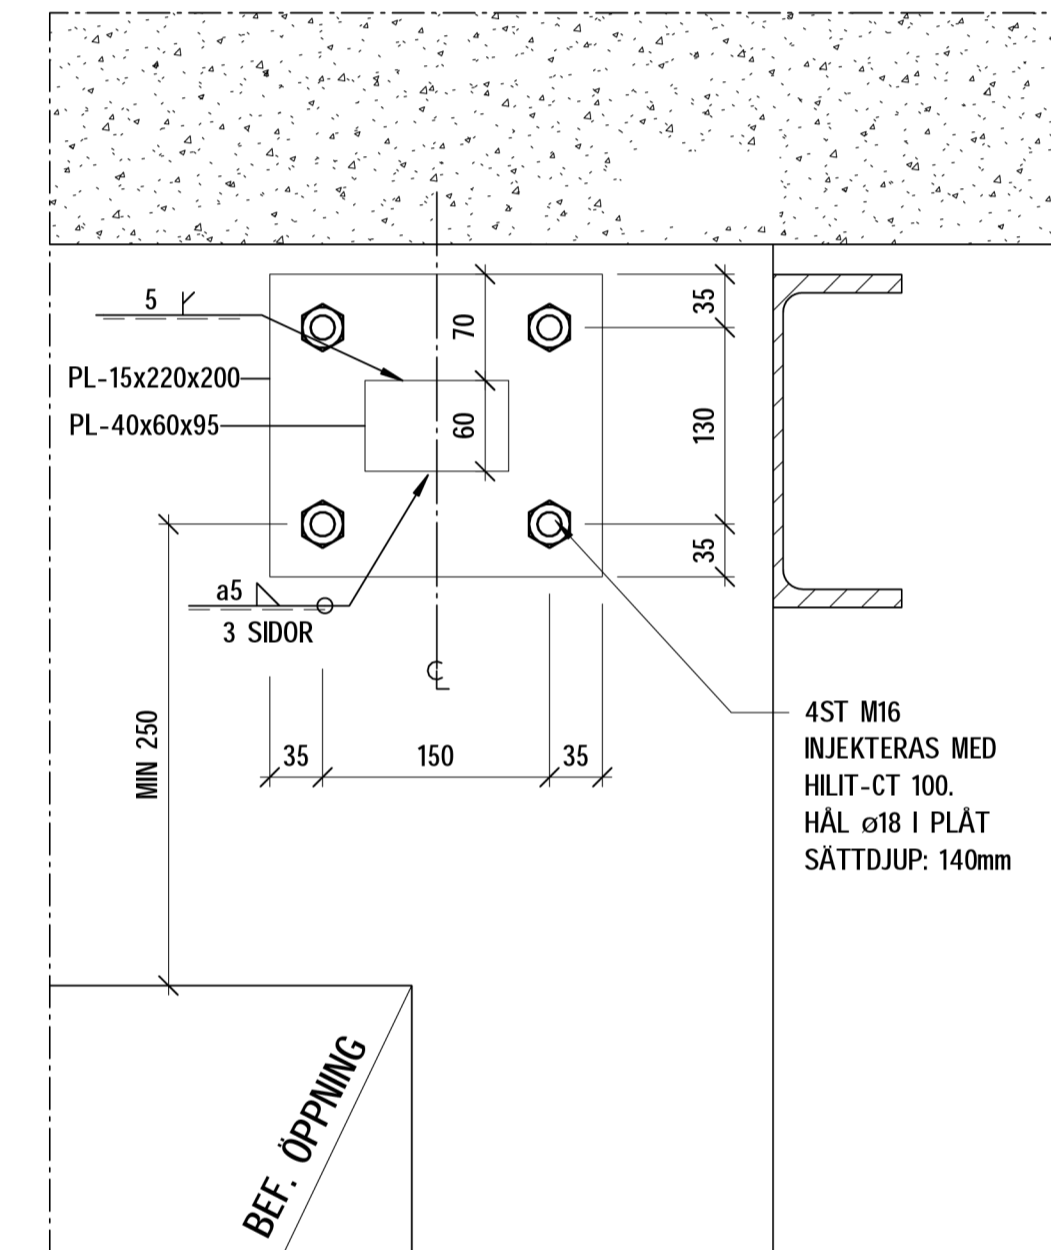 5
70
35
PL-15x220x200
PL-40x60x95
60
130
35
a5
3 SIDOR
℄
MIN 250
35
150
35
4ST M16
INJEKTERAS MED
HILIT-CT 100.
HÅL ø18 I PLÅT
SÄTTDJUP: 140mm
BEF. ÖPPNING